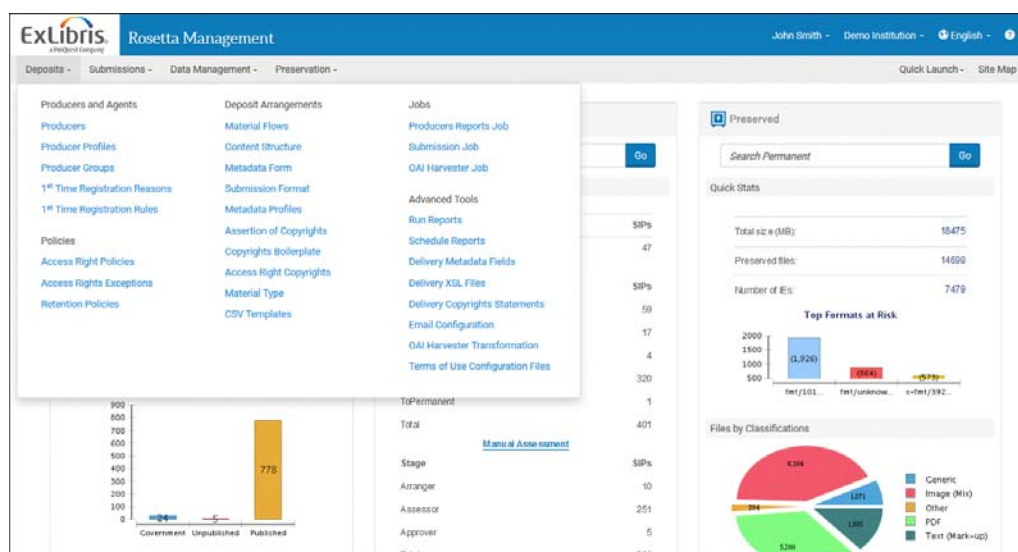 ExLibris
a ProQuest Company
Rosetta Management
John Smith
Demo Institution
English
Deposits
Submissions
Data Management
Preservation
Quick Launch
Site Map
Producers and Agents
Producers
Producer Profiles
Producer Groups
1st Time Registration Reasons
1st Time Registration Rules
Policies
Access Right Policies
Access Rights Exceptions
Retention Policies
Deposit Arrangements
Material Flows
Content Structure
Metadata Form
Submission Format
Metadata Profiles
Assertion of Copyrights
Copyrights Boilerplate
Access Right Copyrights
Material Type
CSV Templates
Jobs
Producers Reports Job
Submission Job
OAI Harvester Job
Advanced Tools
Run Reports
Schedule Reports
Delivery Metadata Fields
Delivery XSL Files
Delivery Copyrights Statements
Email Configuration
OAI Harvester Transformation
Terms of Use Configuration Files
900
800
700
600
500
400
300
200
100
0
24
5
778
Government Unpublished Published
Go
SIPs
47
SIPs
59
17
4
320
ToPermanent 1
Total 401
Manual Assessment
Stage SIPs
Arranger 10
Assessor 251
Approver 5
Preserved
Search Permanent
Go
Quick Stats
Total size (MB): 18475
Preserved files: 14698
Number of IEs: 7479
Top Formats at Risk
2000
1500
1000
500
(1,926)
(864)
(573)
fmt/101... fmt/unknow... x-fmt/392...
Files by Classifications
1,071
5,200
Generic
Image (Mix)
Other
PDF
Text (Mark-up)